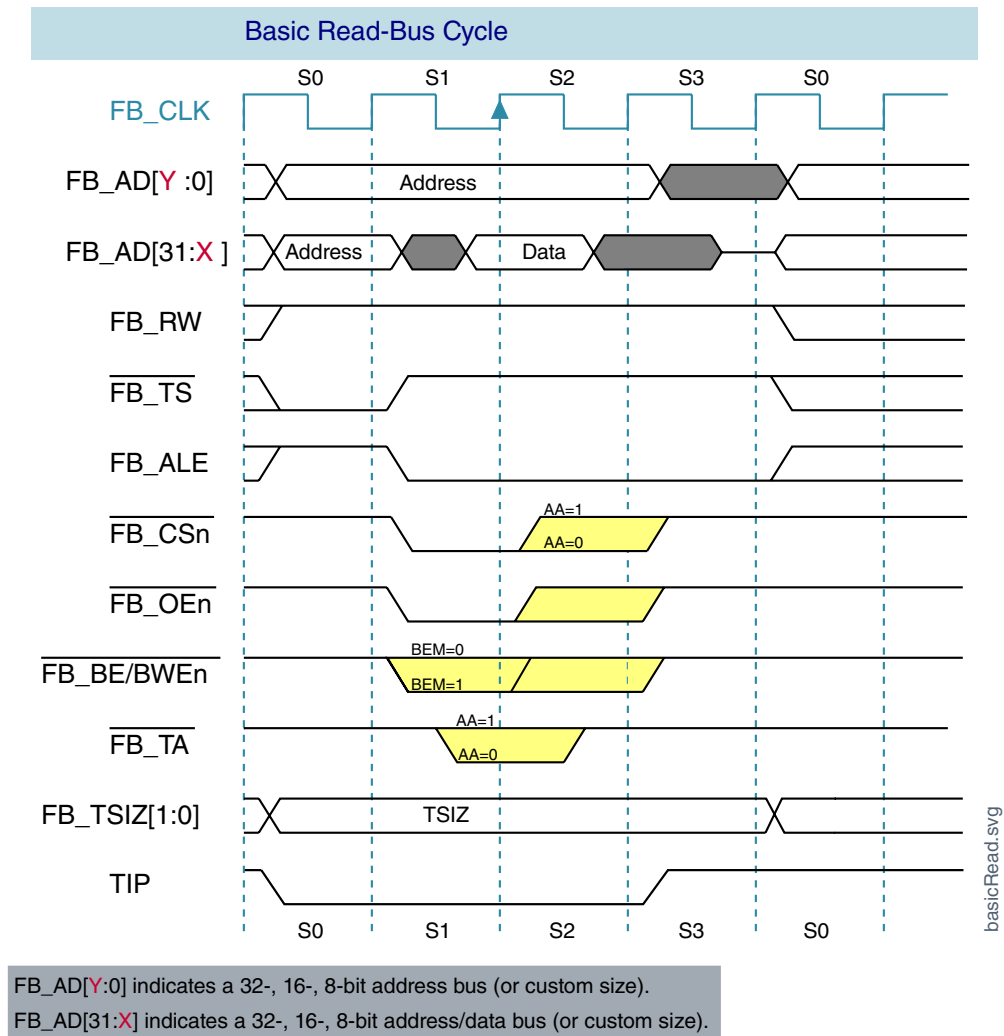 Basic Read-Bus Cycle
S0 S1 S2 S3 S0
FB_CLK
FB_AD[Y :0] Address
FB_AD[31:X ] Address Data
FB_RW
FB_TS
FB_ALE
FB_CSn AA=1
AA=0
FB_OEn
FB_BE/BWEn BEM=0
BEM=1
FB_TA AA=1
AA=0
FB_TSIZ[1:0] TSIZ
TIP
S0 S1 S2 S3 S0
basicRead.svg
FB_AD[Y:0] indicates a 32-, 16-, 8-bit address bus (or custom size).
FB_AD[31:X] indicates a 32-, 16-, 8-bit address/data bus (or custom size).